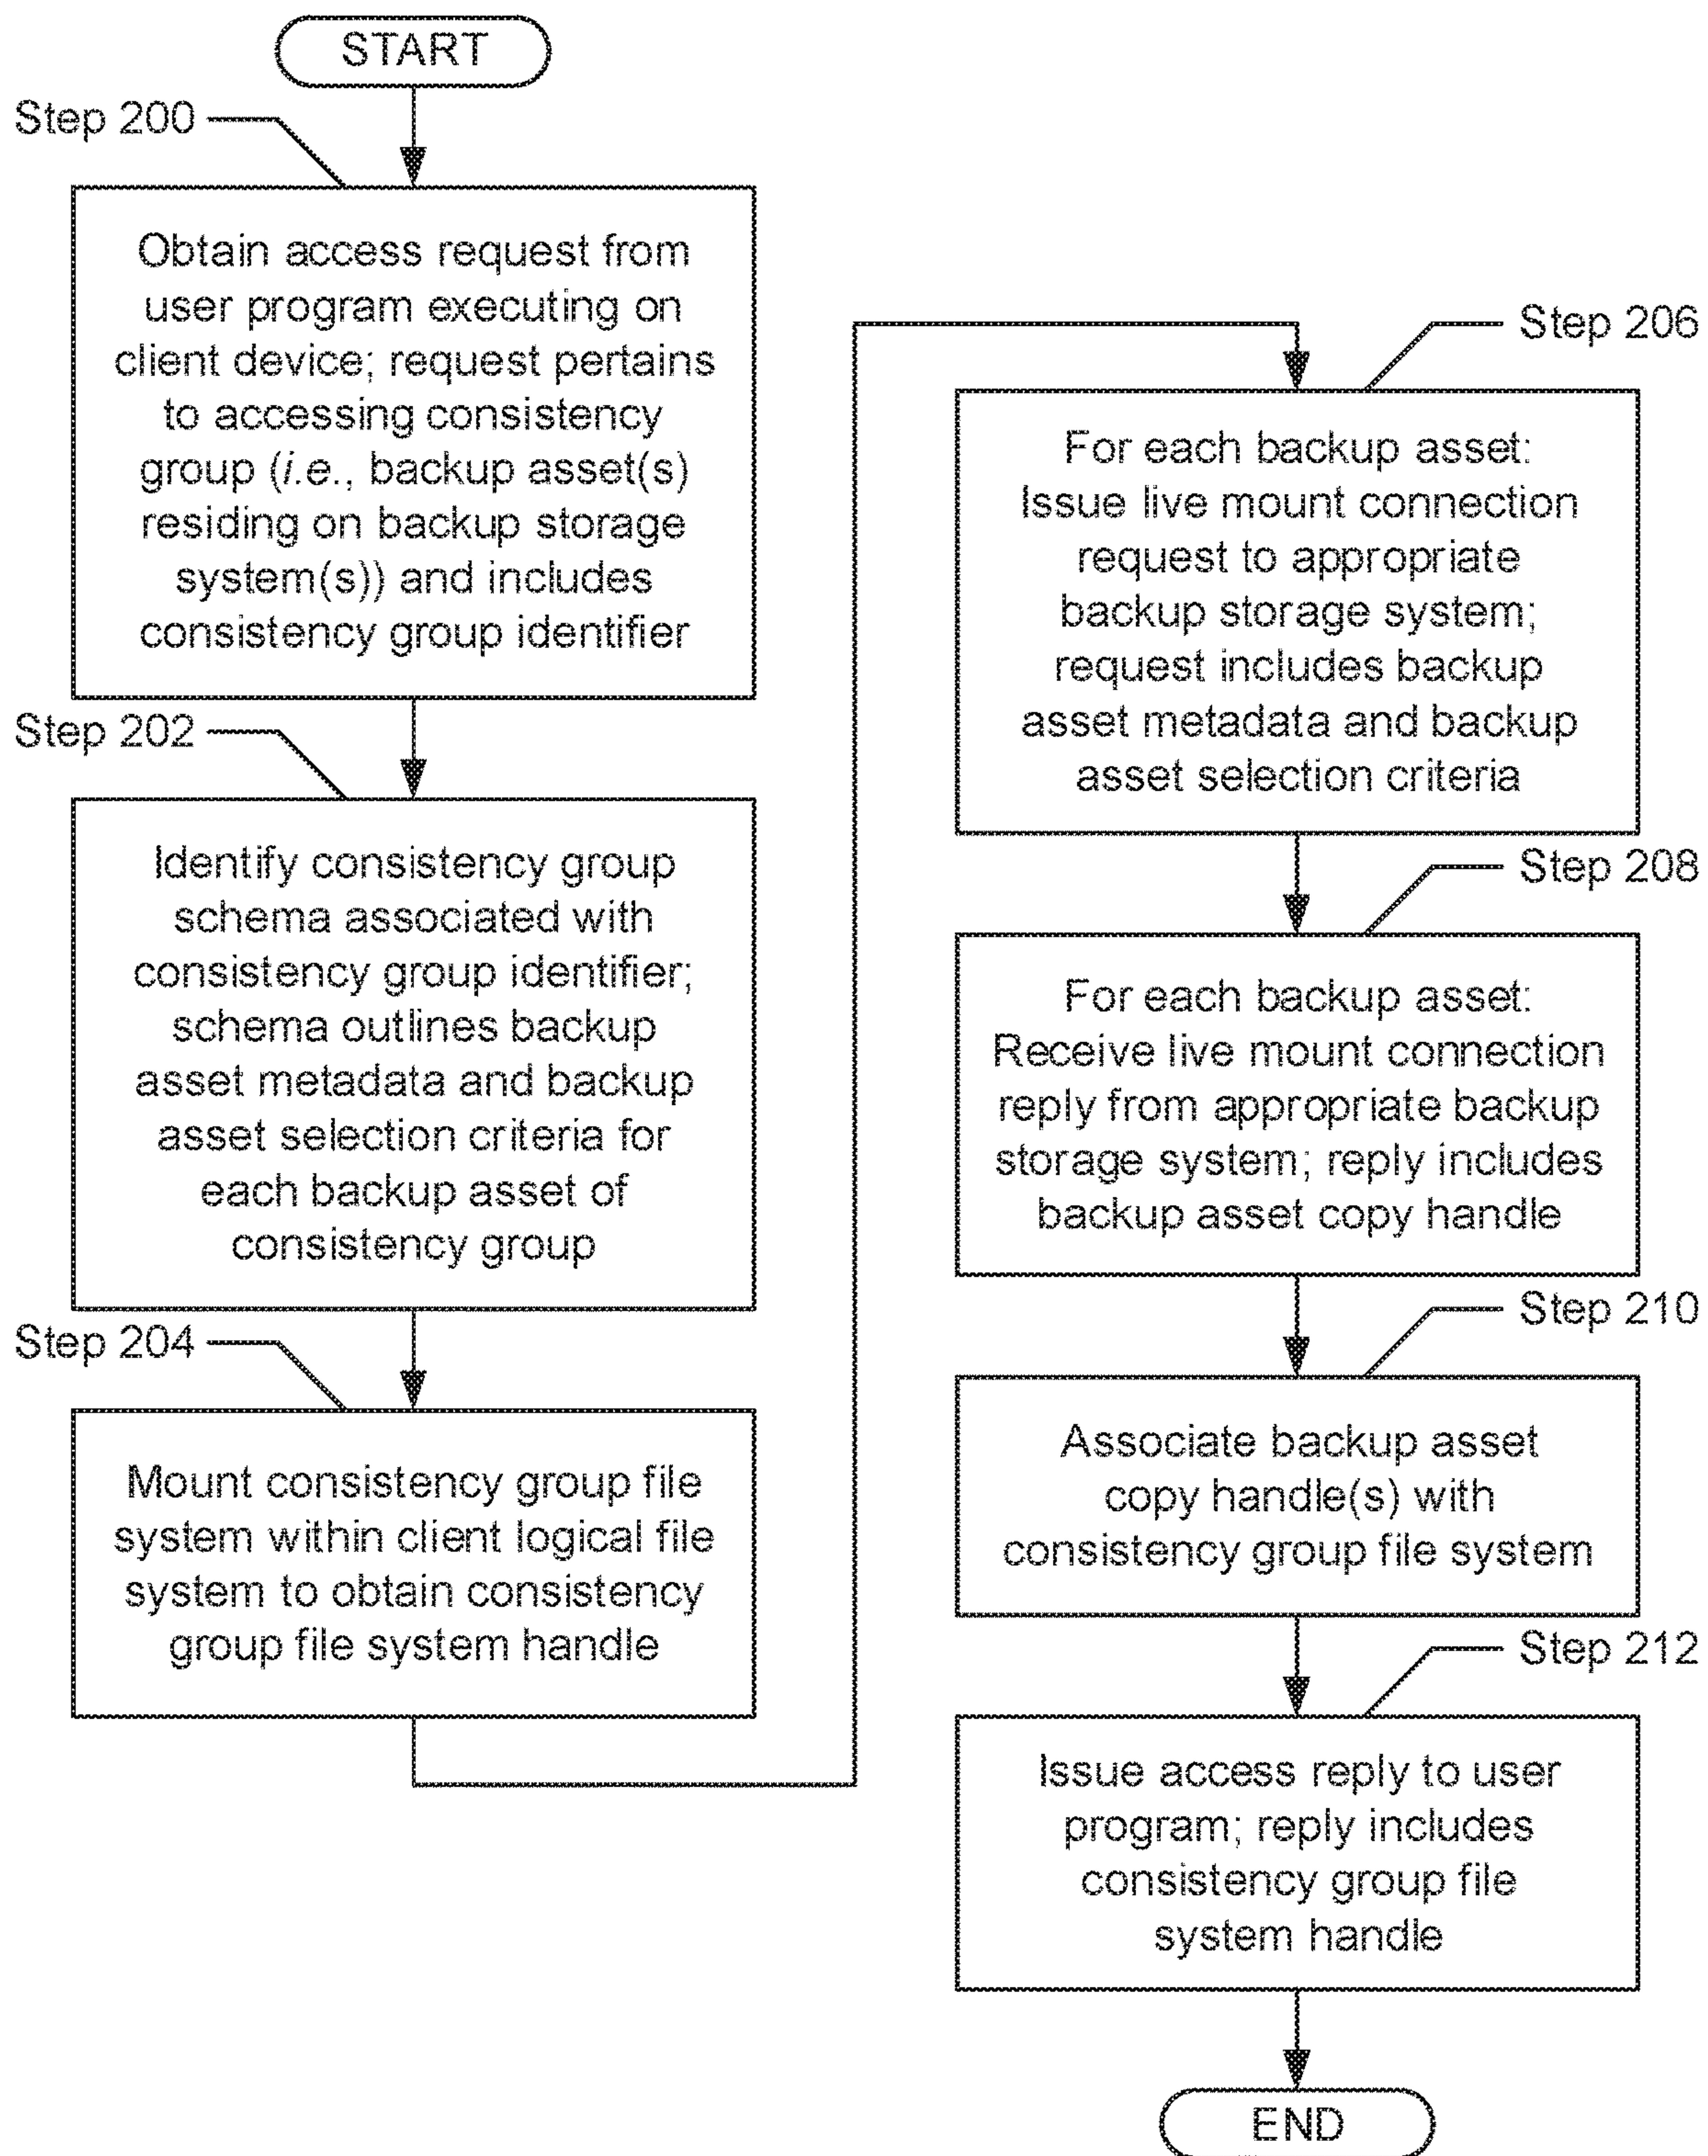 START
Step 200
Obtain access request from
user program executing on
client device; request pertains
to accessing consistency
group (i.e., backup asset(s)
residing on backup storage
system(s)) and includes
consistency group identifier
Step 202
Identify consistency group
schema associated with
consistency group identifier;
schema outlines backup
asset metadata and backup
asset selection criteria for
each backup asset of
consistency group
Step 204
Mount consistency group file
system within client logical file
system to obtain consistency
group file system handle
Step 206
For each backup asset:
Issue live mount connection
request to appropriate
backup storage system;
request includes backup
asset metadata and backup
asset selection criteria
Step 208
For each backup asset:
Receive live mount connection
reply from appropriate backup
storage system; reply includes
backup asset copy handle
Step 210
Associate backup asset
copy handle(s) with
consistency group file system
Step 212
Issue access reply to user
program; reply includes
consistency group file
system handle
END